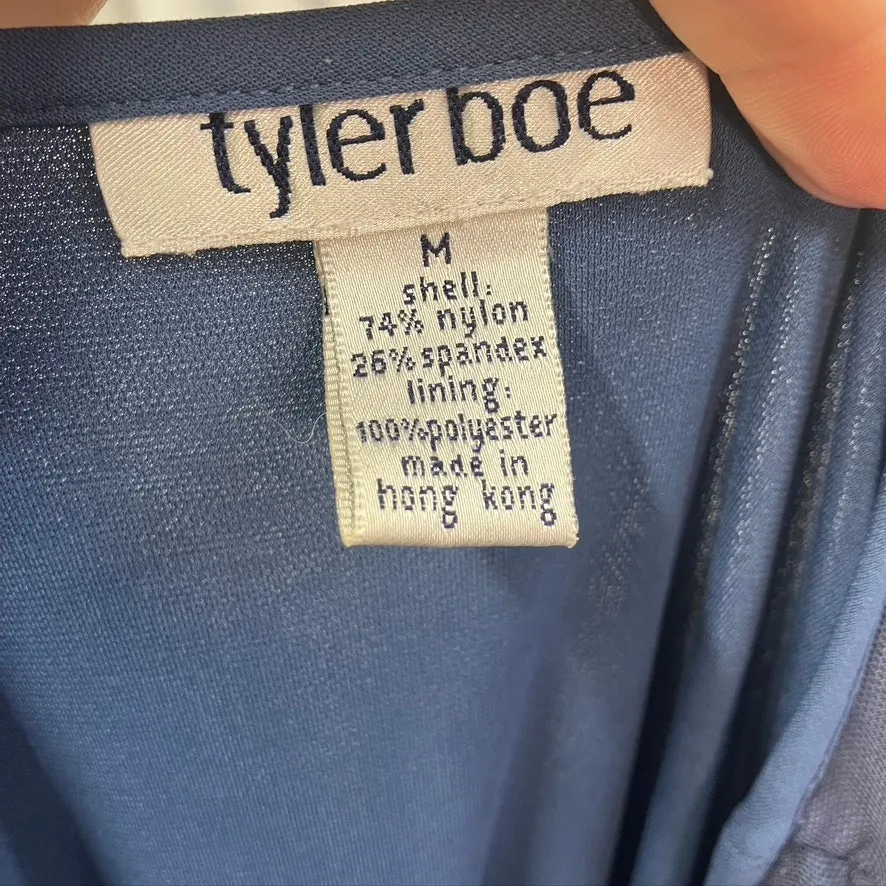 tyler boe
M
shell:
74% nylon
26% spandex
lining:
100% polyester
made in
hong kong